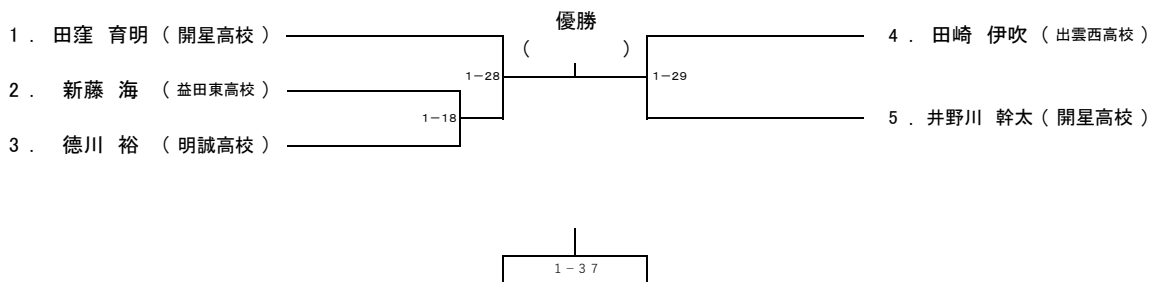 優勝
(　　　　)
1 . 田窪 育明 ( 開星高校 )
4 . 田崎 伊吹 ( 出雲西高校 )
1-28
1-29
2 . 新藤 海 ( 益田東高校 )
1-18
5 . 井野川 幹太 ( 開星高校 )
3 . 德川 裕 ( 明誠高校 )
1-37